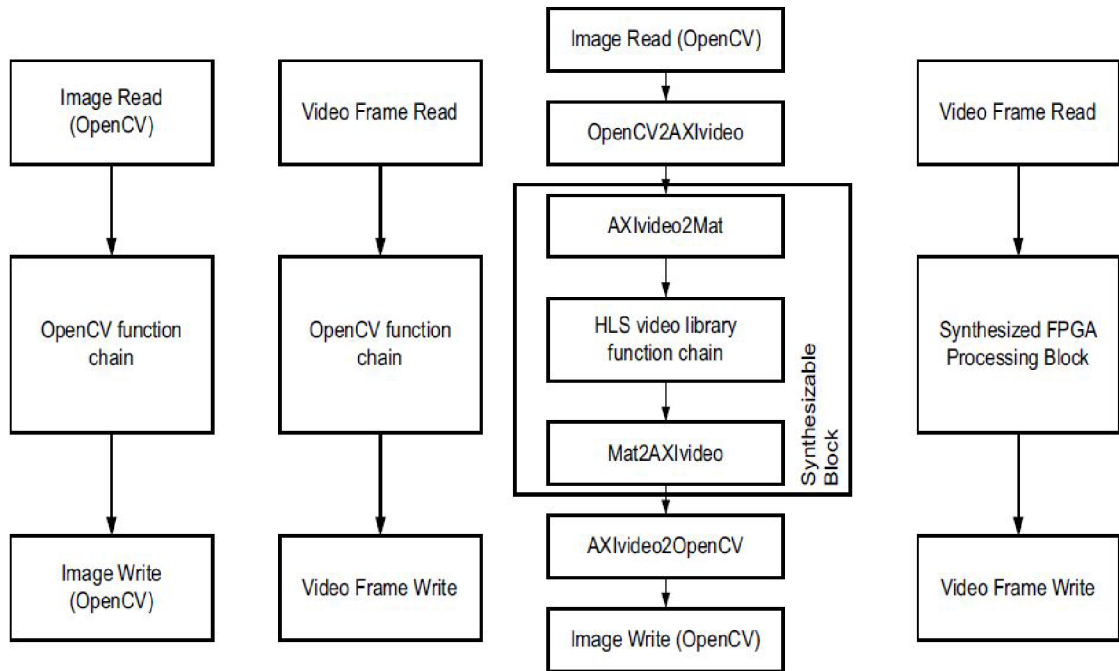 Image Read
(OpenCV)
OpenCV function
chain
Image Write
(OpenCV)
Video Frame Read
OpenCV function
chain
Video Frame Write
Image Read (OpenCV)
OpenCV2AXIvideo
AXIvideo2Mat
HLS video library
function chain
Mat2AXIvideo
Synthesizable
Block
AXIvideo2OpenCV
Image Write (OpenCV)
Video Frame Read
Synthesized FPGA
Processing Block
Video Frame Write